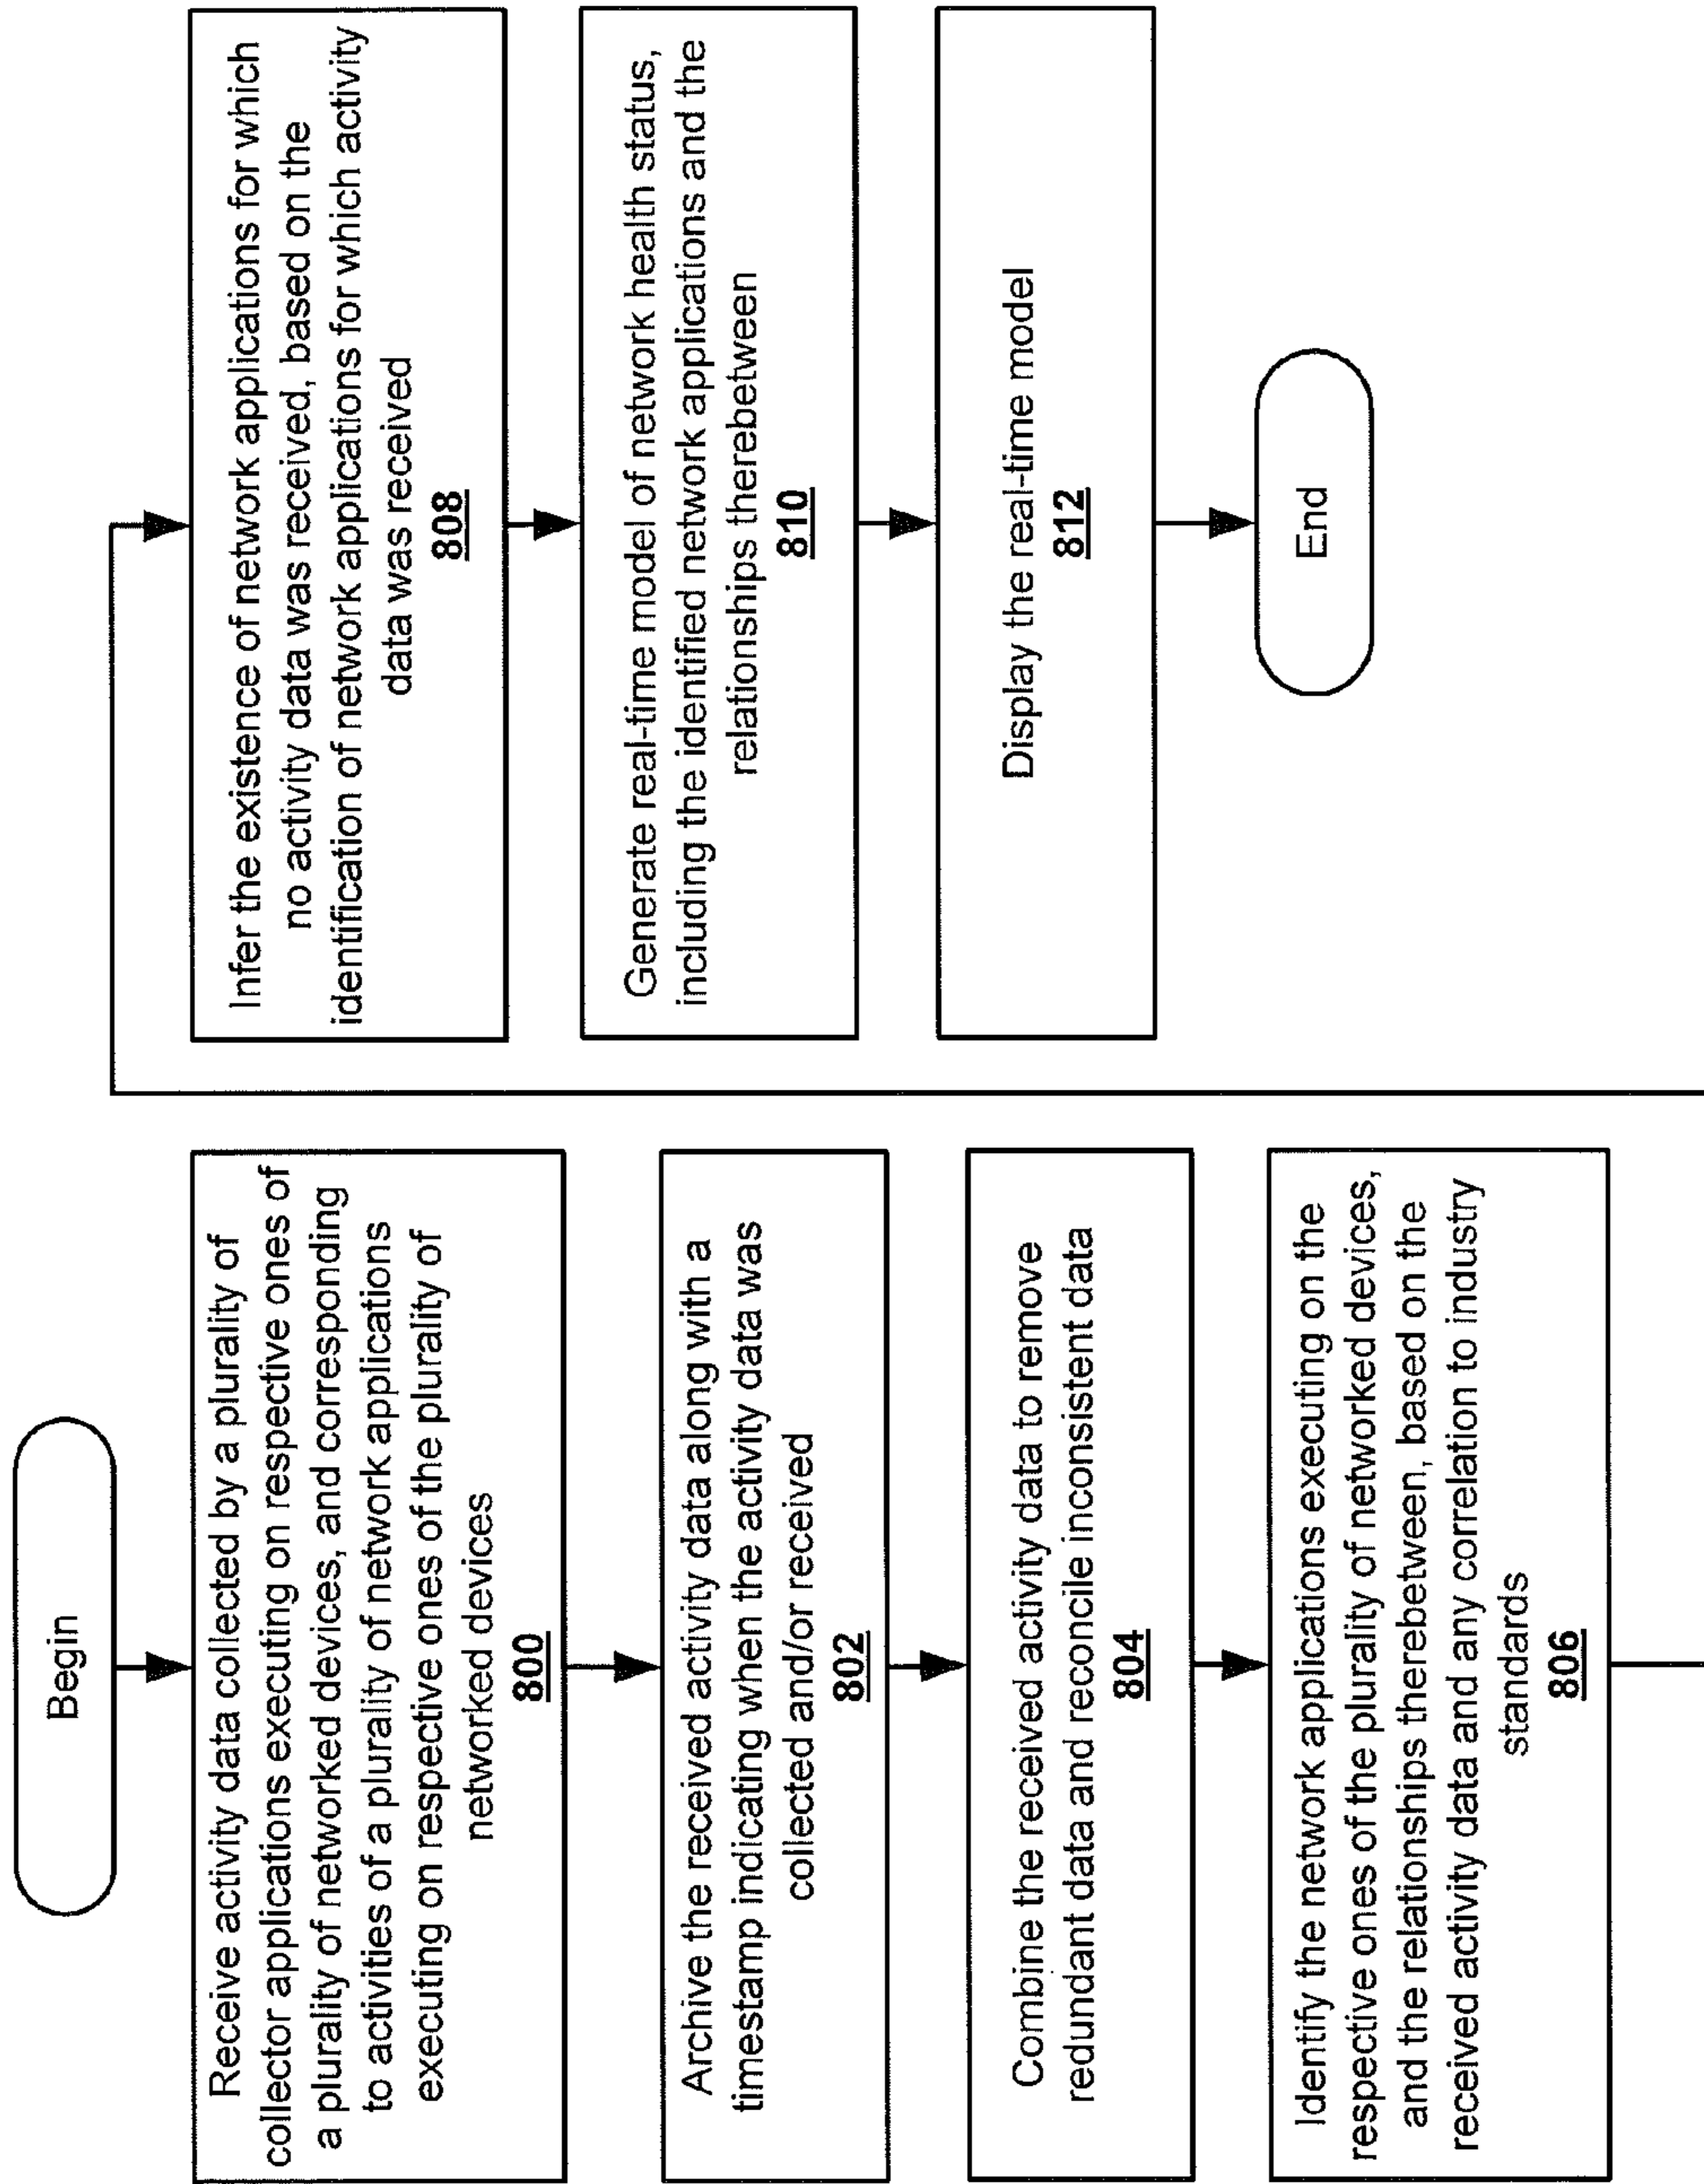 Begin
Receive activity data collected by a plurality of
collector applications executing on respective ones of
a plurality of networked devices, and corresponding
to activities of a plurality of network applications
executing on respective ones of the plurality of
networked devices
800
Archive the received activity data along with a
timestamp indicating when the activity data was
collected and/or received
802
Combine the received activity data to remove
redundant data and reconcile inconsistent data
804
Identify the network applications executing on the
respective ones of the plurality of networked devices,
and the relationships therebetween, based on the
received activity data and any correlation to industry
standards
806
Infer the existence of network applications for which
no activity data was received, based on the
identification of network applications for which activity
data was received
808
Generate real-time model of network health status,
including the identified network applications and the
relationships therebetween
810
Display the real-time model
812
End